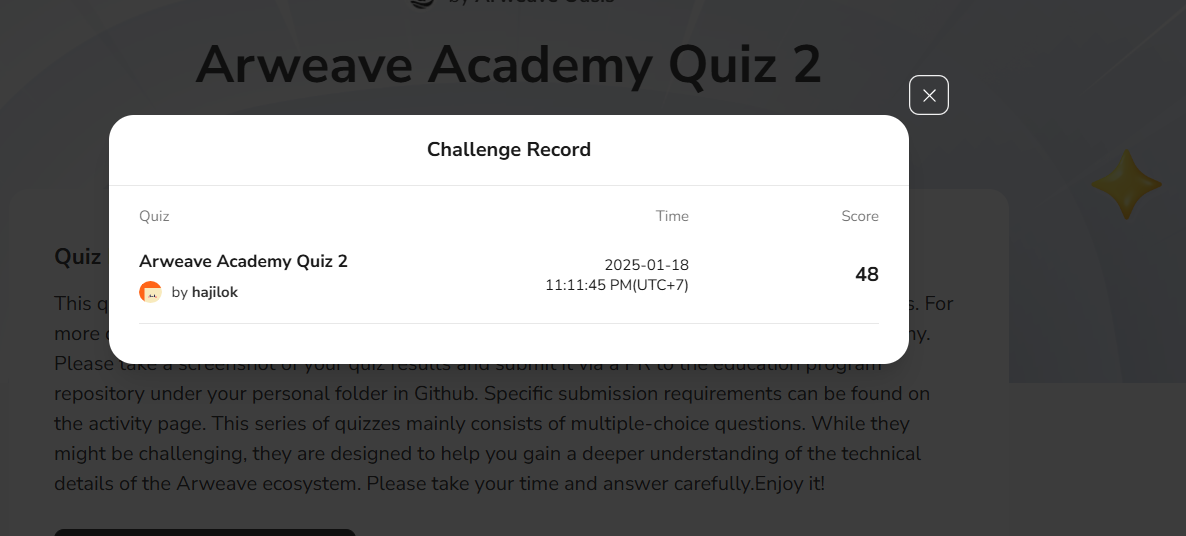 by Arweave Oasis
Arweave Academy Quiz 2
Challenge Record
Quiz Time Score
Arweave Academy Quiz 2
by hajilok
2025-01-18
11:11:45 PM(UTC+7)
48
Quiz
This s. For
more
Please take a screenshot of your quiz results and submit it via a PR to the education program
repository under your personal folder in Github. Specific submission requirements can be found on
the activity page. This series of quizzes mainly consists of multiple-choice questions. While they
might be challenging, they are designed to help you gain a deeper understanding of the technical
details of the Arweave ecosystem. Please take your time and answer carefully.Enjoy it!